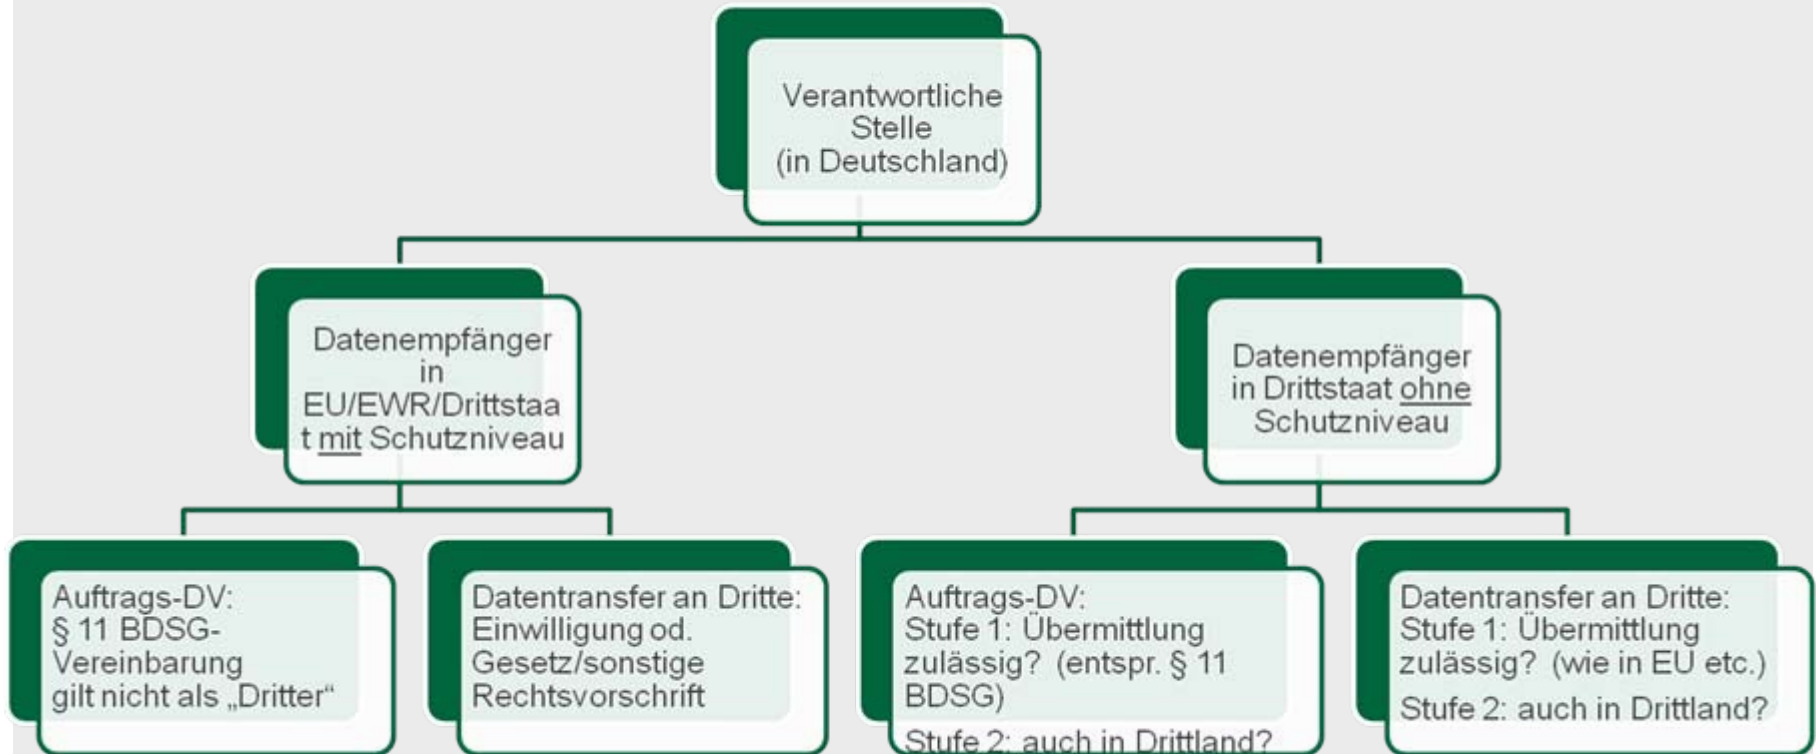 Verantwortliche
Stelle
(in Deutschland)
Datenempfänger
in
EU/EWR/Drittstaa
t mit Schutzniveau
Datenempfänger
in Drittstaat ohne
Schutzniveau
Auftrags-DV:
§ 11 BDSG-
Vereinbarung
gilt nicht als „Dritter“
Datentransfer an Dritte:
Einwilligung od.
Gesetz/sonstige
Rechtsvorschrift
Auftrags-DV:
Stufe 1: Übermittlung
zulässig? (entspr. § 11
BDSG)
Stufe 2: auch in Drittland?
Datentransfer an Dritte:
Stufe 1: Übermittlung
zulässig? (wie in EU etc.)
Stufe 2: auch in Drittland?